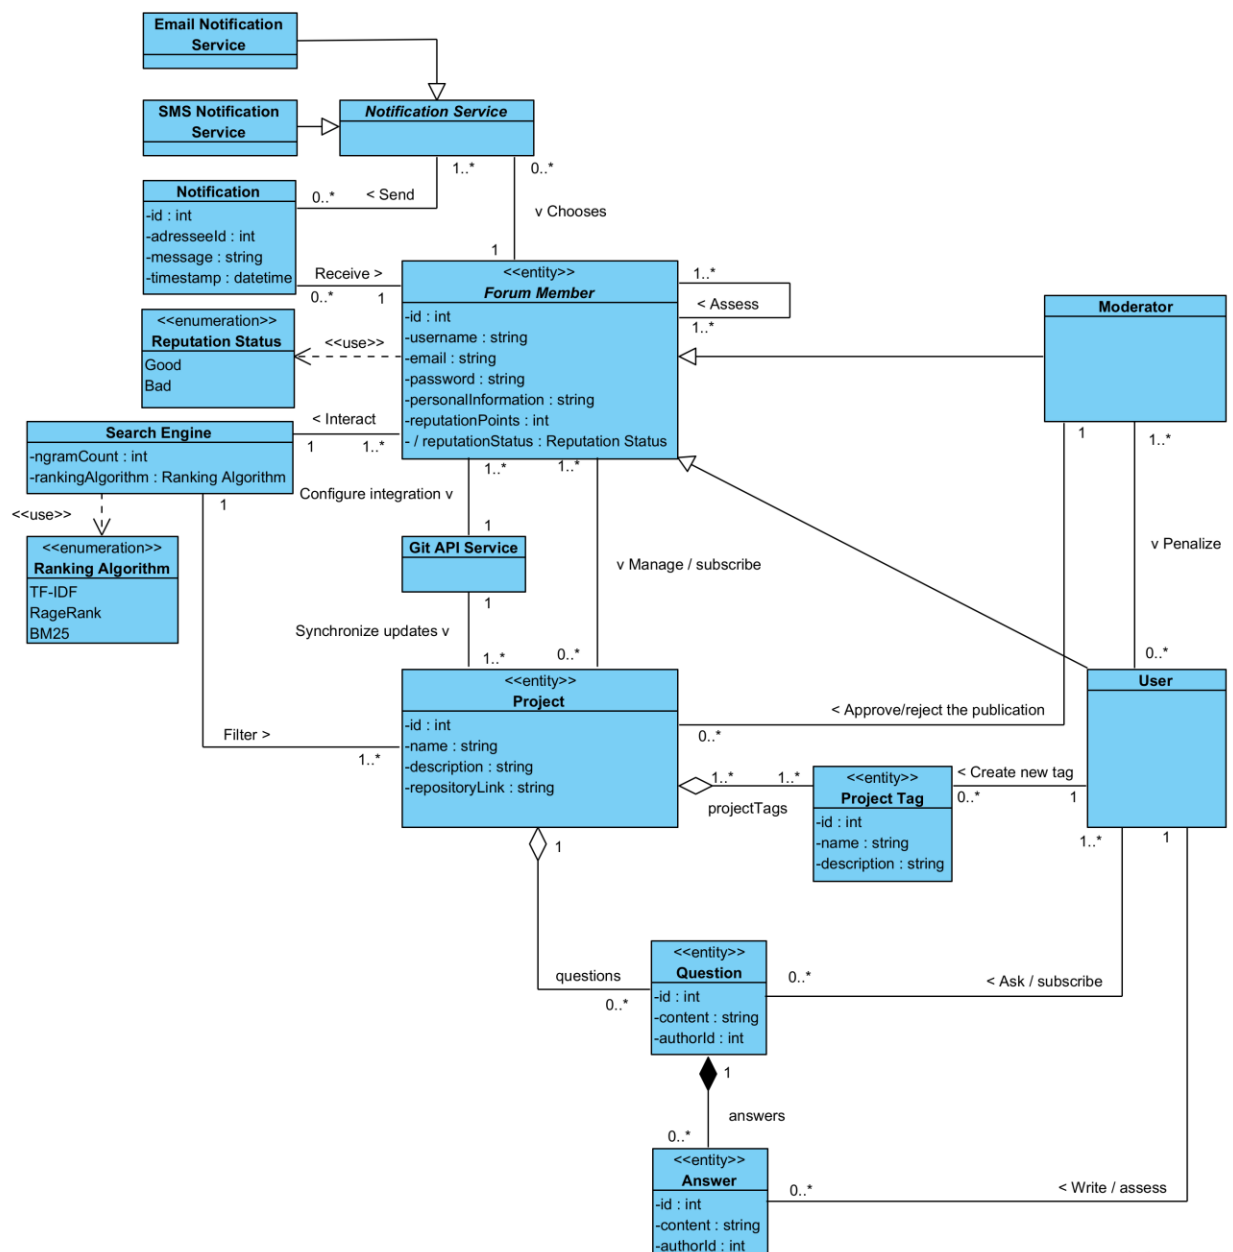 Email Notification
Service
SMS Notification
Service
Notification Service
1..*
0..*
Notification
-id : int
-adresseeId : int
-message : string
-timestamp : datetime
0..*
< Send
v Chooses
1
Receive >
0..*
1
<<entity>>
Forum Member
-id : int
-username : string
-email : string
-password : string
-personalInformation : string
-reputationPoints : int
- / reputationStatus : Reputation Status
1..*
< Assess
1..*
Moderator
<<enumeration>>
Reputation Status
Good
Bad
<<use>>
< Interact
1
1..*
Search Engine
-ngramCount : int
-rankingAlgorithm : Ranking Algorithm
1
1..*
1..*
1
1..*
Configure integration v
<<use>>
1
<<enumeration>>
Ranking Algorithm
TF-IDF
RageRank
BM25
Git API Service
1
v Manage / subscribe
v Penalize
Synchronize updates v
1..*
0..*
0..*
<<entity>>
Project
-id : int
-name : string
-description : string
-repositoryLink : string
User
< Approve/reject the publication
0..*
Filter >
1..*
1..*
1..*
projectTags
<<entity>>
Project Tag
-id : int
-name : string
-description : string
< Create new tag
0..*
1
1..*
1
1
questions
0..*
<<entity>>
Question
-id : int
-content : string
-authorId : int
0..*
< Ask / subscribe
1
answers
0..*
<<entity>>
Answer
-id : int
-content : string
-authorId : int
0..*
< Write / assess